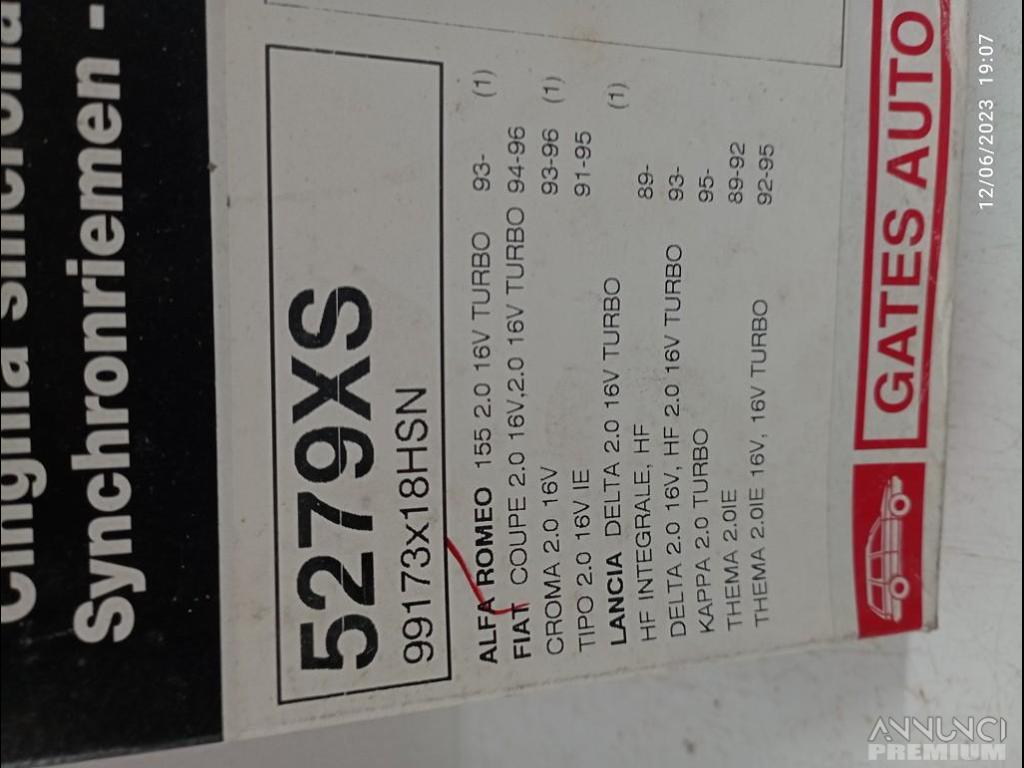 Cinghia sincrona
Synchronriemen -
5279XS
99173x18HSN
ALFA ROMEO 155 2.0 16V TURBO 93- (1)
FIAT COUPE 2.0 16V,2.0 16V TURBO 94-96
CROMA 2.0 16V 93-96 (1)
TIPO 2.0 16V IE 91-95
LANCIA DELTA 2.0 16V TURBO (1)
HF INTEGRALE, HF 89-
DELTA 2.0 16V, HF 2.0 16V TURBO 93-
KAPPA 2.0 TURBO 95-
THEMA 2.0IE 89-92
THEMA 2.0IE 16V, 16V TURBO 92-95
GATES AUTO
12/06/2023 19:07
ANNUNCI
PREMIUM